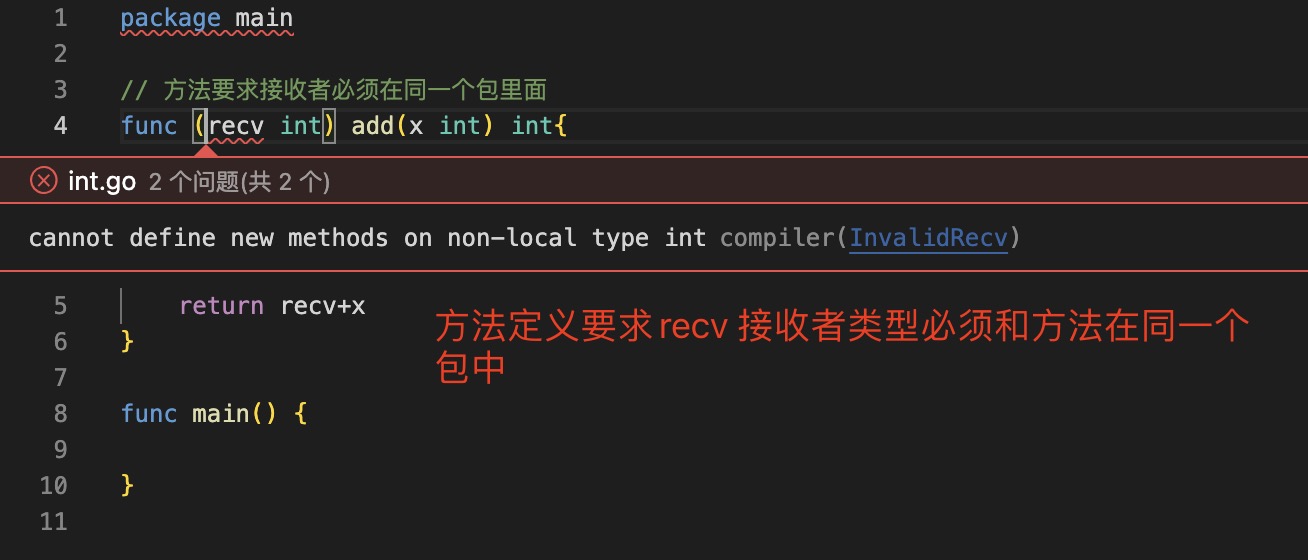 1 package main
2
3 // 方法要求接收者必须在同一个包里面
4 func (recv int) add(x int) int{
int.go 2 个问题(共 2 个)
cannot define new methods on non-local type int compiler(InvalidRecv)
5 return recv+x
方法定义要求recv 接收者类型必须和方法在同一个
包中
6 }
7
8 func main() {
9
10 }
11